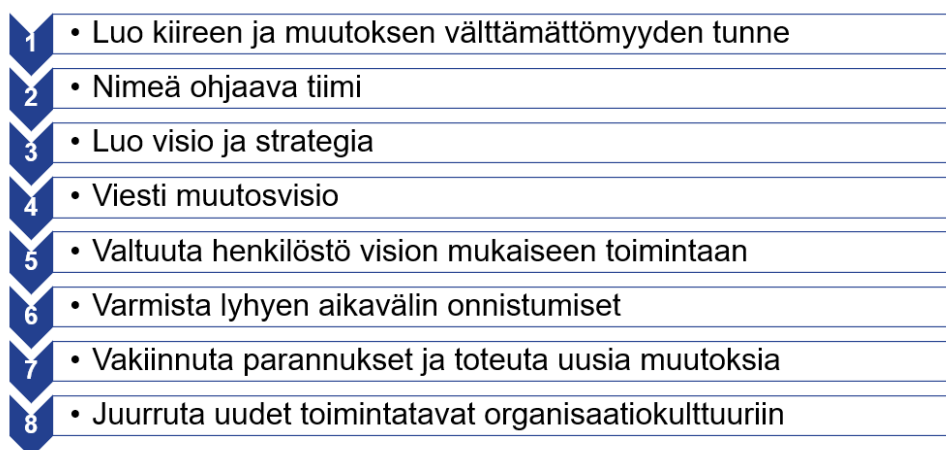 1 • Luo kiireen ja muutoksen välttämättömyyden tunne
2 • Nimeä ohjaava tiimi
3 • Luo visio ja strategia
4 • Viesti muutosvisio
5 • Valtuuta henkilöstö vision mukaiseen toimintaan
6 • Varmista lyhyen aikavälin onnistumiset
7 • Vakiinnuta parannukset ja toteuta uusia muutoksia
8 • Juurruta uudet toimintatavat organisaatiokulttuuriin